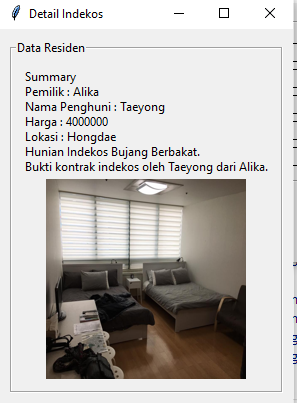 Detail Indekos
Data Residen
Summary
Pemilik : Alika
Nama Penghuni : Taeyong
Harga : 4000000
Lokasi : Hongdae
Hunian Indekos Bujang Berbakat.
Bukti kontrak indekos oleh Taeyong dari Alika.